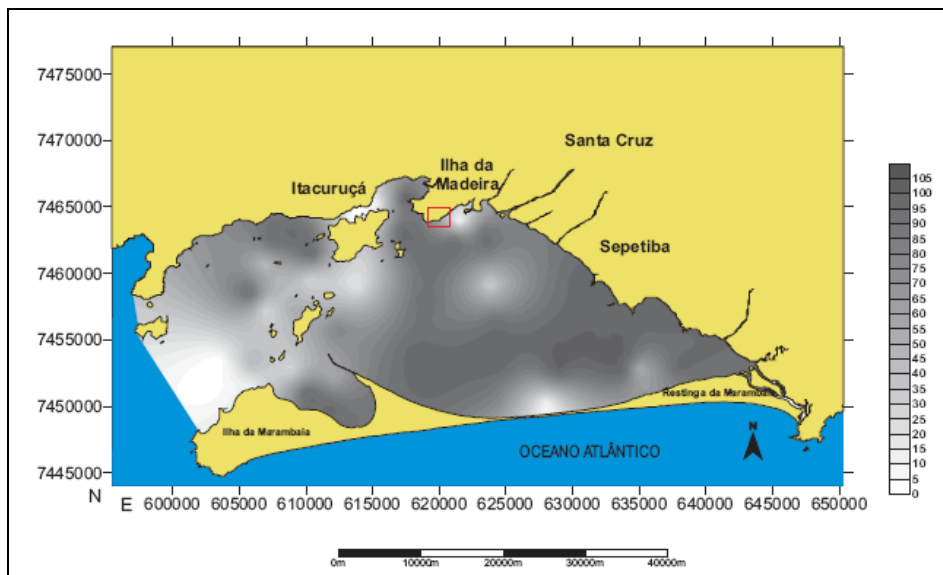 7475000
7470000
7465000
7460000
7455000
7450000
7445000
N
E
600000 605000 610000 615000 620000 625000 630000 635000 640000 645000 650000
Santa Cruz
Ilha da
Madeira
Itacuruçá
Sepetiba
Restinga da Marambaia
Ilha da Marambaia
N
OCEANO ATLÂNTICO
105
100
95
90
85
80
75
70
65
60
55
50
45
40
35
30
25
20
15
10
5
0
0m 10000m 20000m 30000m 40000m